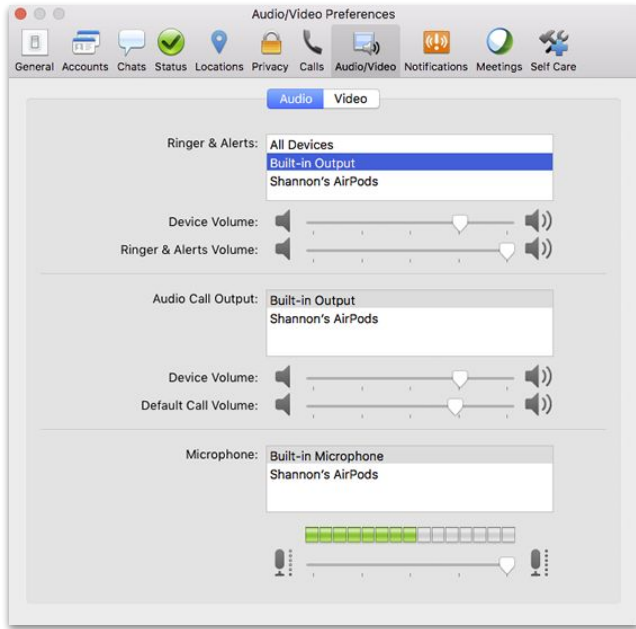 Audio/Video Preferences
General Accounts Chats Status Locations Privacy Calls Audio/Video Notifications Meetings Self Care
Audio Video
Ringer & Alerts: All Devices
Built-in Output
Shannon's AirPods
Device Volume:
Ringer & Alerts Volume:
Audio Call Output: Built-in Output
Shannon's AirPods
Device Volume:
Default Call Volume:
Microphone: Built-in Microphone
Shannon's AirPods